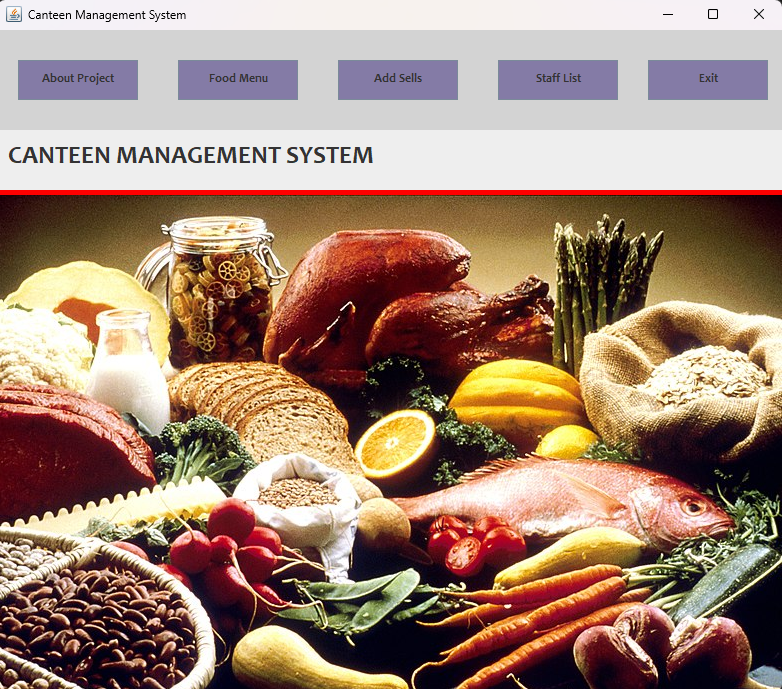 Canteen Management System
About Project
Food Menu
Add Sells
Staff List
Exit
CANTEEN MANAGEMENT SYSTEM